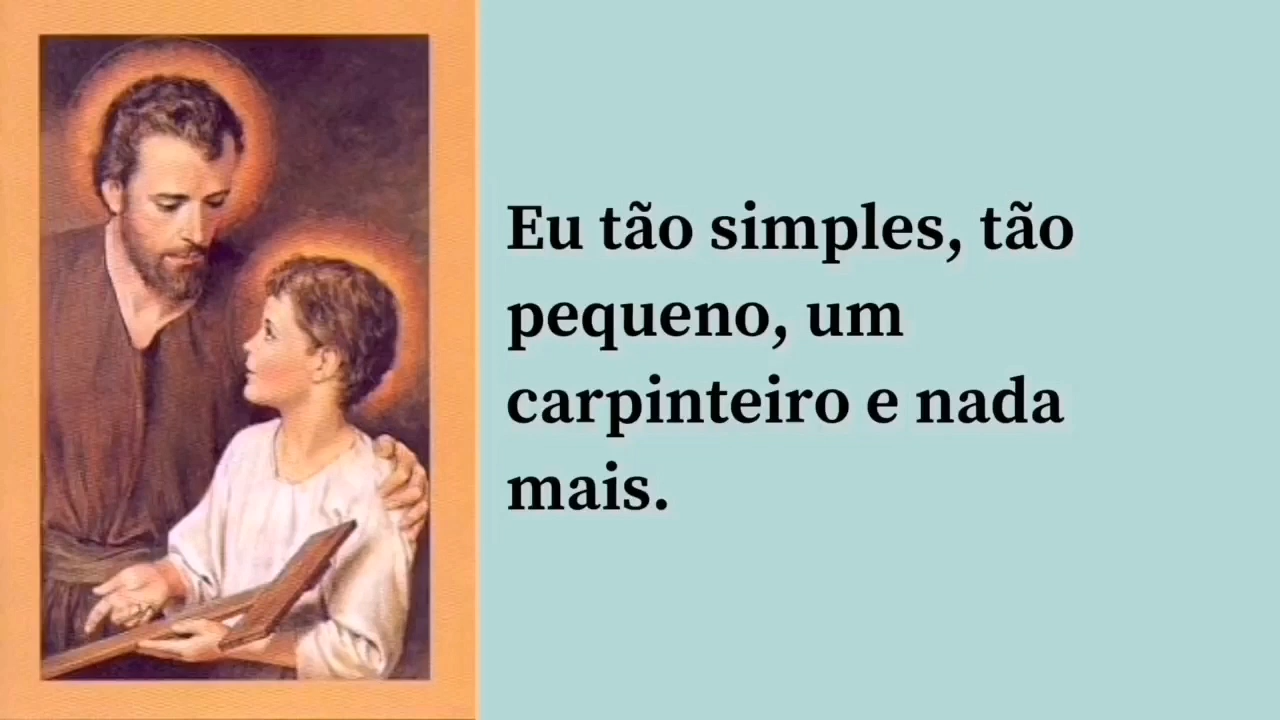 Eu tão simples, tão
pequeno, um
carpinteiro e nada
mais.